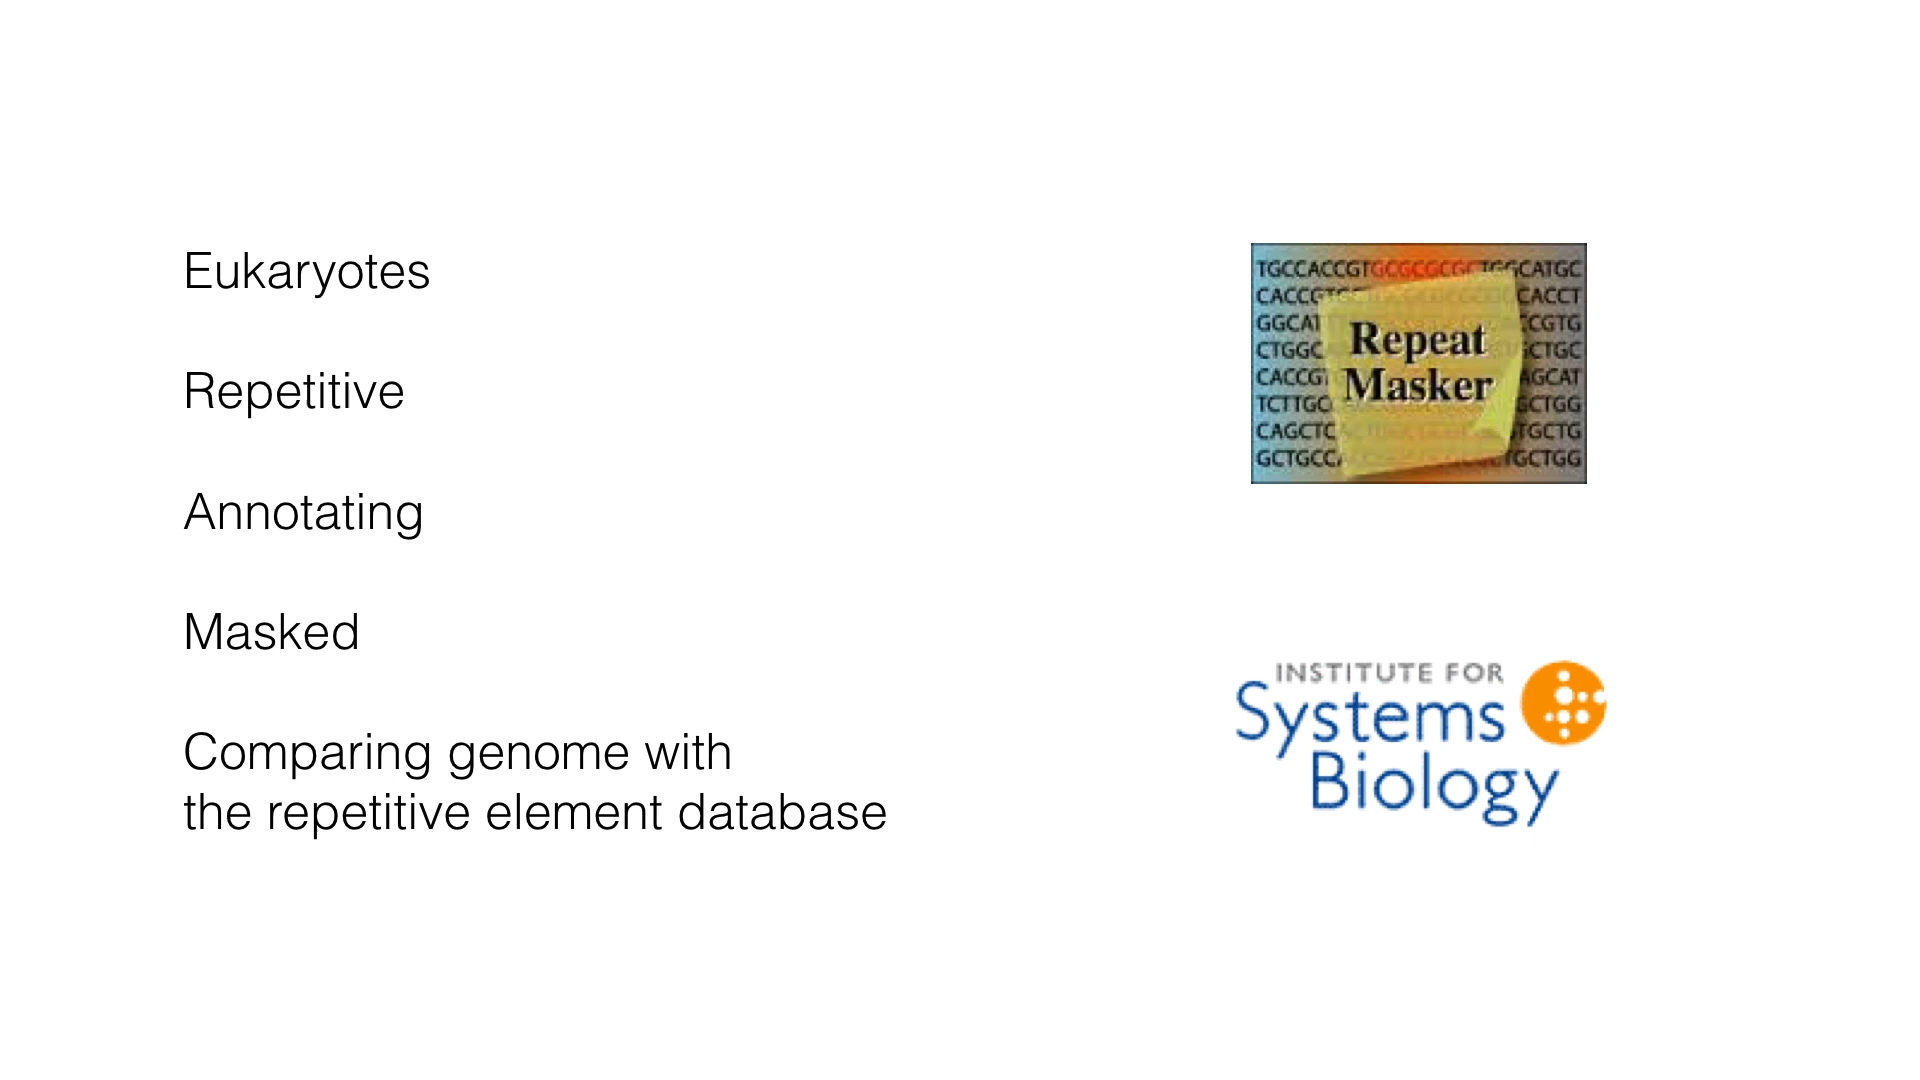 Eukaryotes
Repetitive
Annotating
Masked
Comparing genome with
the repetitive element database
Repeat
Masker
INSTITUTE FOR
Systems
Biology